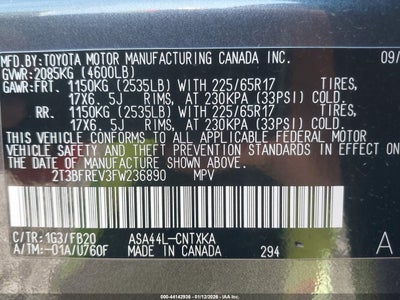 MFD.BY:TOYOTA MOTOR MANUFACTURING CANADA INC. 09/
GVWR: 2085KG (4600LB)
GAWR:FRT. 1150KG (2535LB) WITH 225/65R17 TIRES,
17X6. 5J RIMS, AT 230KPA (33PSI) COLD.
RR. 1150KG (2535LB) WITH 225/65R17 TIRES,
17X6. 5J RIMS, AT 230KPA (33PSI) COLD.
THIS VEHICLE CONFORMS TO ALL APPLICABLE FEDERAL MOTOR
VEHICLE SAFETY AND THEFT PREVENTION STANDARDS IN
EFFECT ON THE DATE OF MANUFACTURE SHOWN ABOVE.
2T3BFREV3FW236890 MPV
C/TR:1G3/FB20 ASA44L-CNTXKA A
A/TM:-01A/U760F MADE IN CANADA 294
000-44142936 - 01/12/2026 -